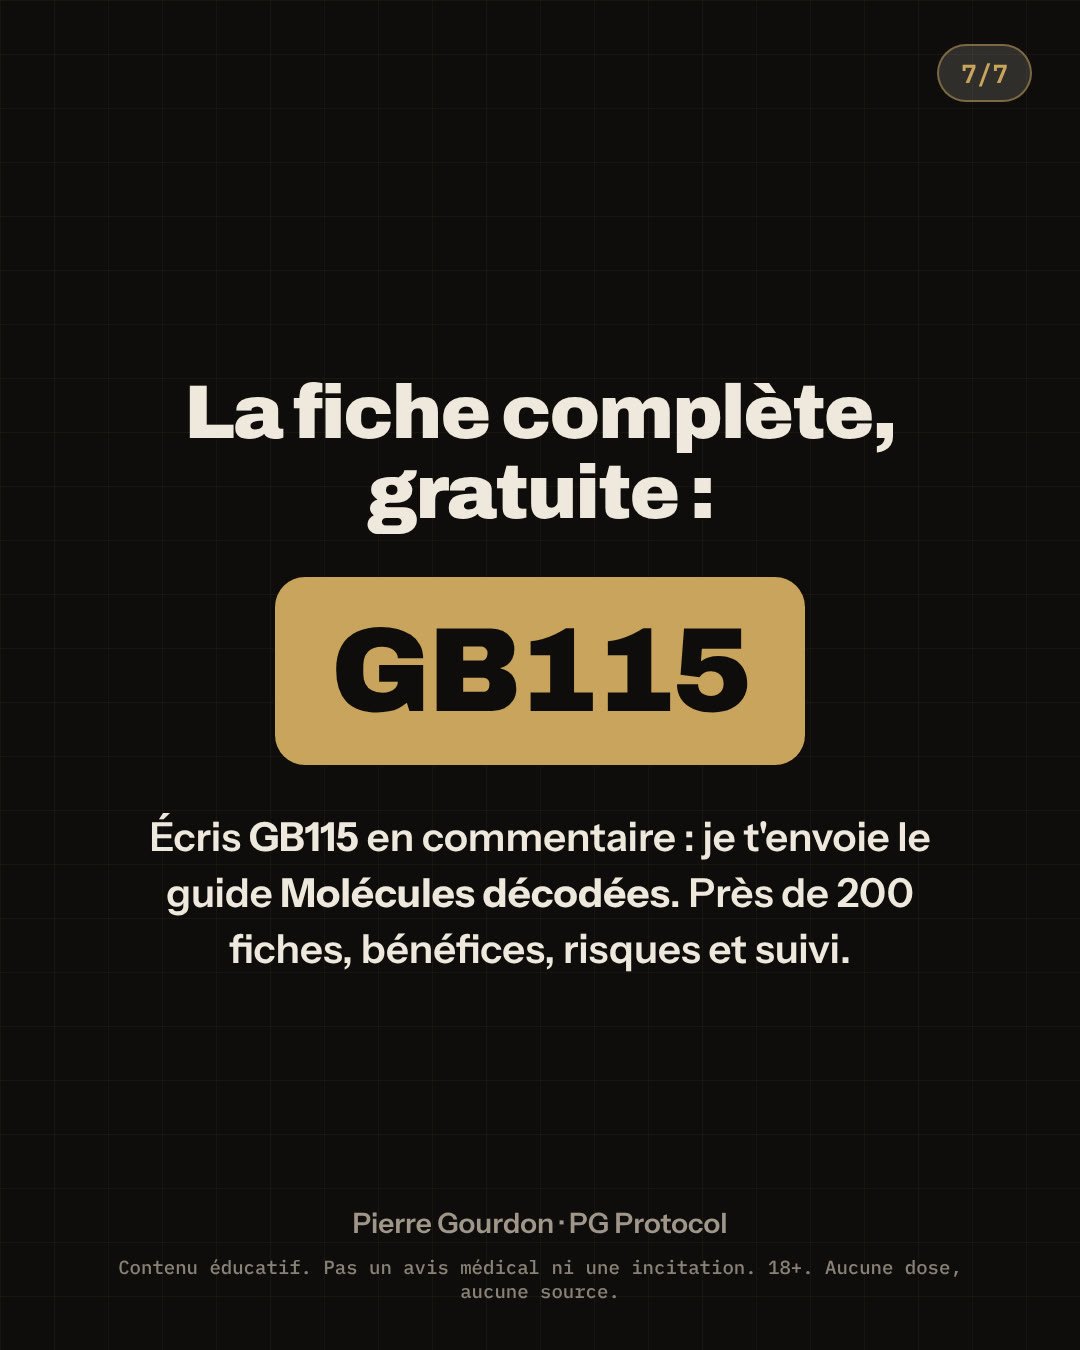 7/7
La fiche complète,
gratuite :
GB115
Écris GB115 en commentaire : je t'envoie le
guide Molécules décodées. Près de 200
fiches, bénéfices, risques et suivi.
Pierre Gourdon · PG Protocol
Contenu éducatif. Pas un avis médical ni une incitation. 18+. Aucune dose,
aucune source.